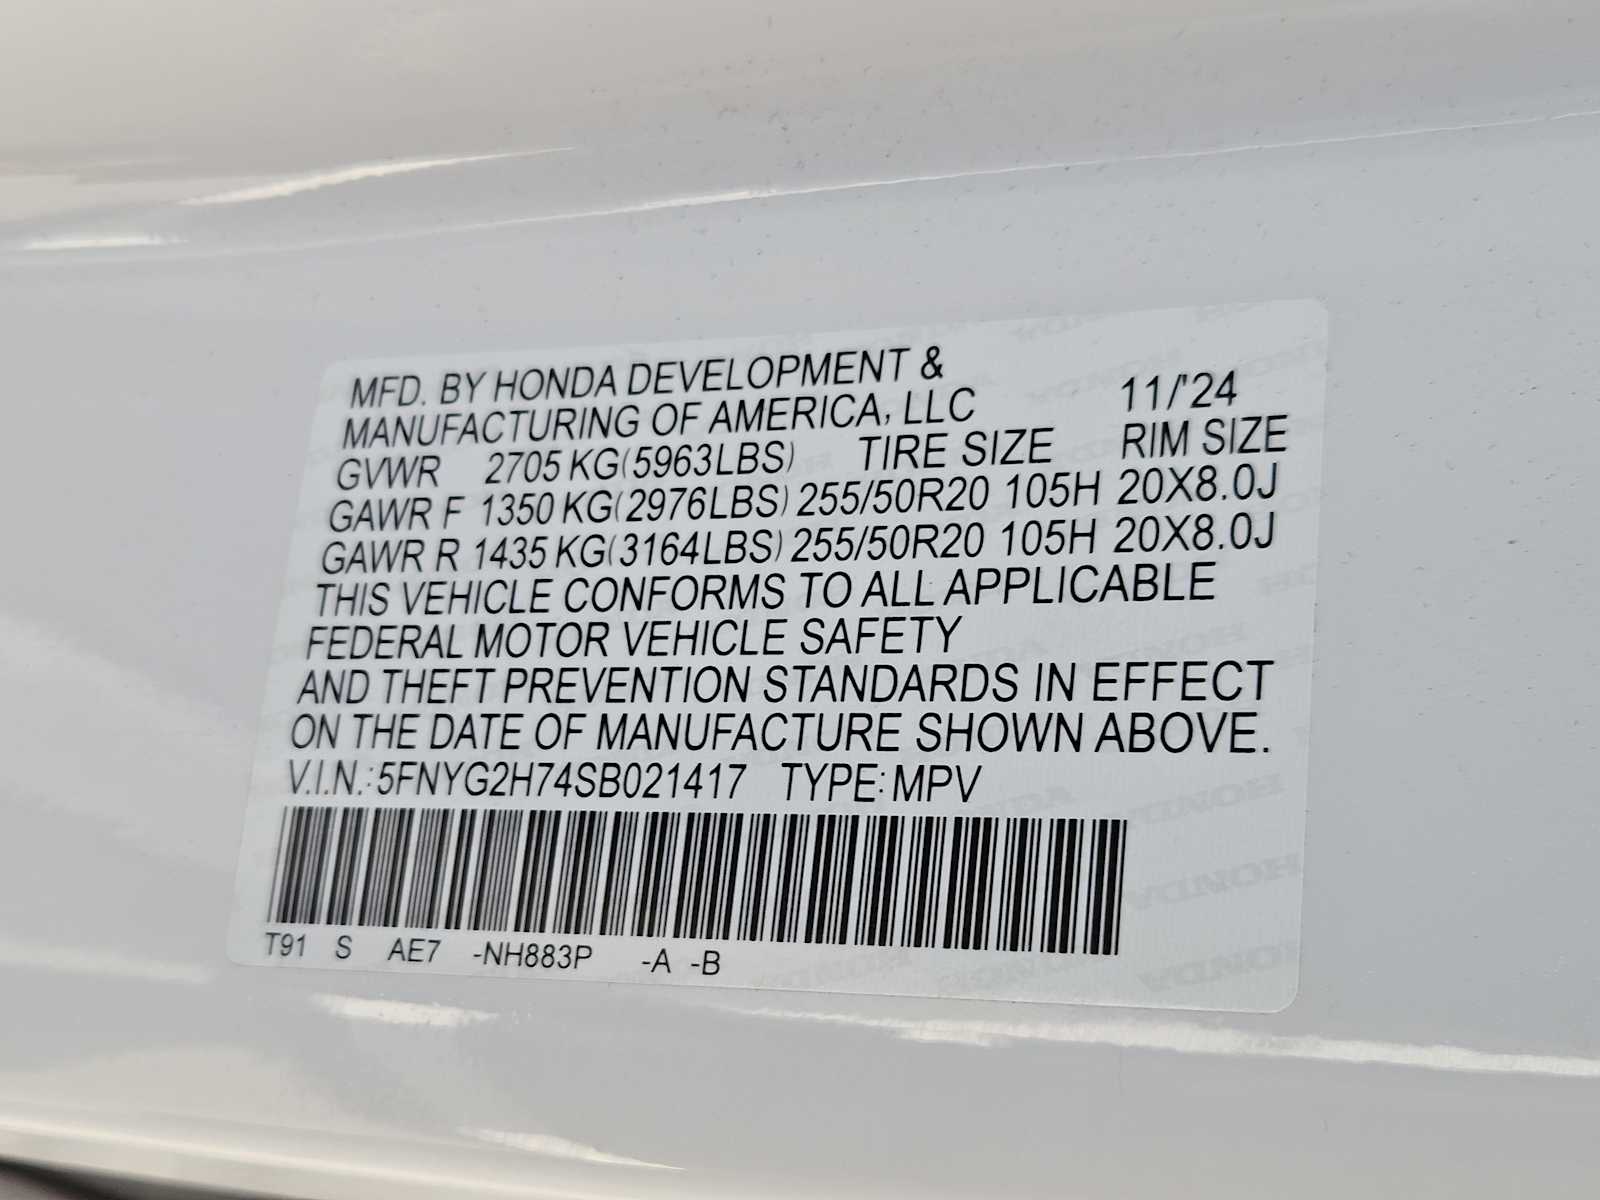 MFD. BY HONDA DEVELOPMENT &
MANUFACTURING OF AMERICA, LLC 11/'24
GVWR 2705 KG(5963LBS) TIRE SIZE RIM SIZE
GAWR F 1350 KG(2976LBS) 255/50R20 105H 20X8.0J
GAWR R 1435 KG(3164LBS) 255/50R20 105H 20X8.0J
THIS VEHICLE CONFORMS TO ALL APPLICABLE
FEDERAL MOTOR VEHICLE SAFETY
AND THEFT PREVENTION STANDARDS IN EFFECT
ON THE DATE OF MANUFACTURE SHOWN ABOVE.
V.I.N.: 5FNYG2H74SB021417 TYPE: MPV
T91 S AE7 -NH883P -A -B